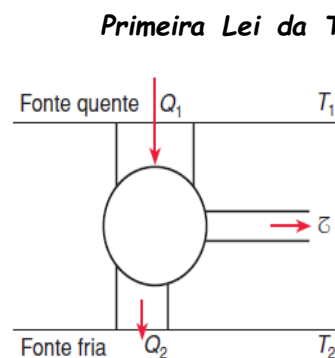 Primeira Lei da T
Fonte quente Q₁ T₁
𝒯
Fonte fria Q₂ T₂